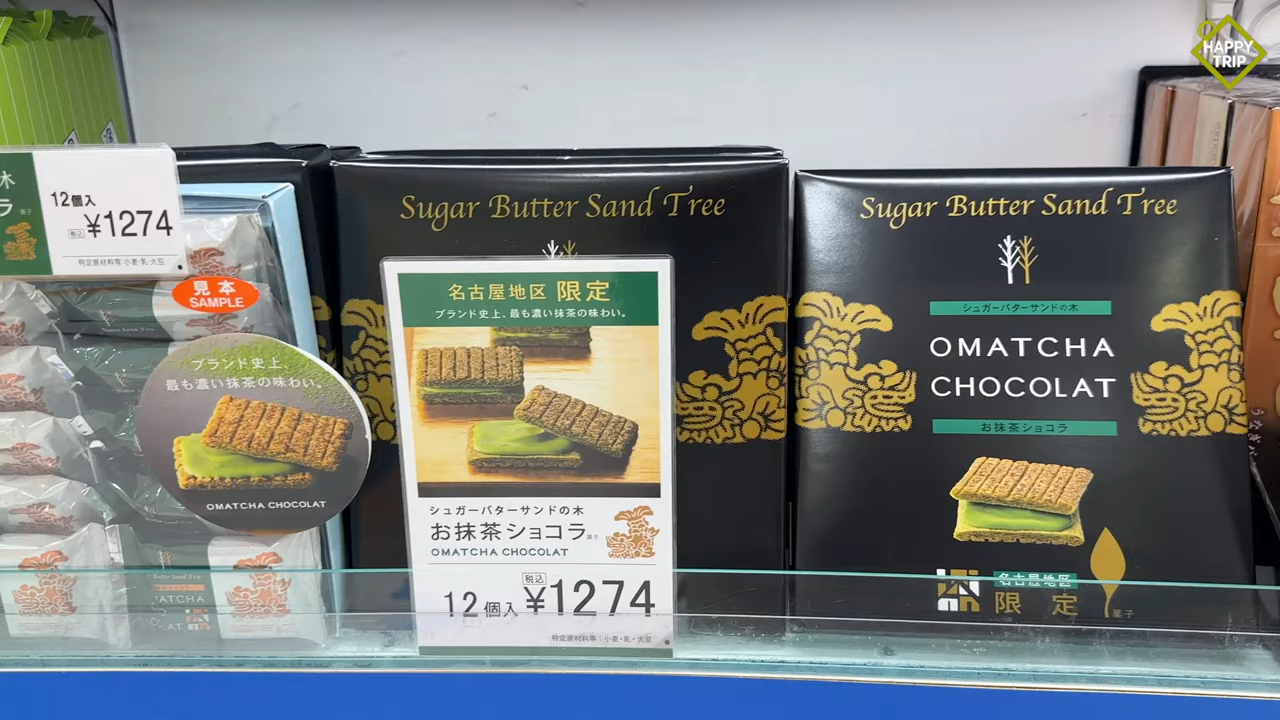 HAPPY
TRIP
木
ラ 菓子
12個入
税込 ¥1274
特定原材料等:小麦・乳・大豆
見本
SAMPLE
ブランド史上、
最も濃い抹茶の味わい。
OMATCHA CHOCOLAT
Sugar Butter Sand Tree
名古屋地区 限定
ブランド史上、最も濃い抹茶の味わい。
シュガーバターサンドの木
お抹茶ショコラ 菓子
OMATCHA CHOCOLAT
12個入 税込 ¥1274
特定原材料等:小麦・乳・大豆
Sugar Butter Sand Tree
シュガーバターサンドの木
OMATCHA
CHOCOLAT
お抹茶ショコラ
名古屋地区
限定
菓子